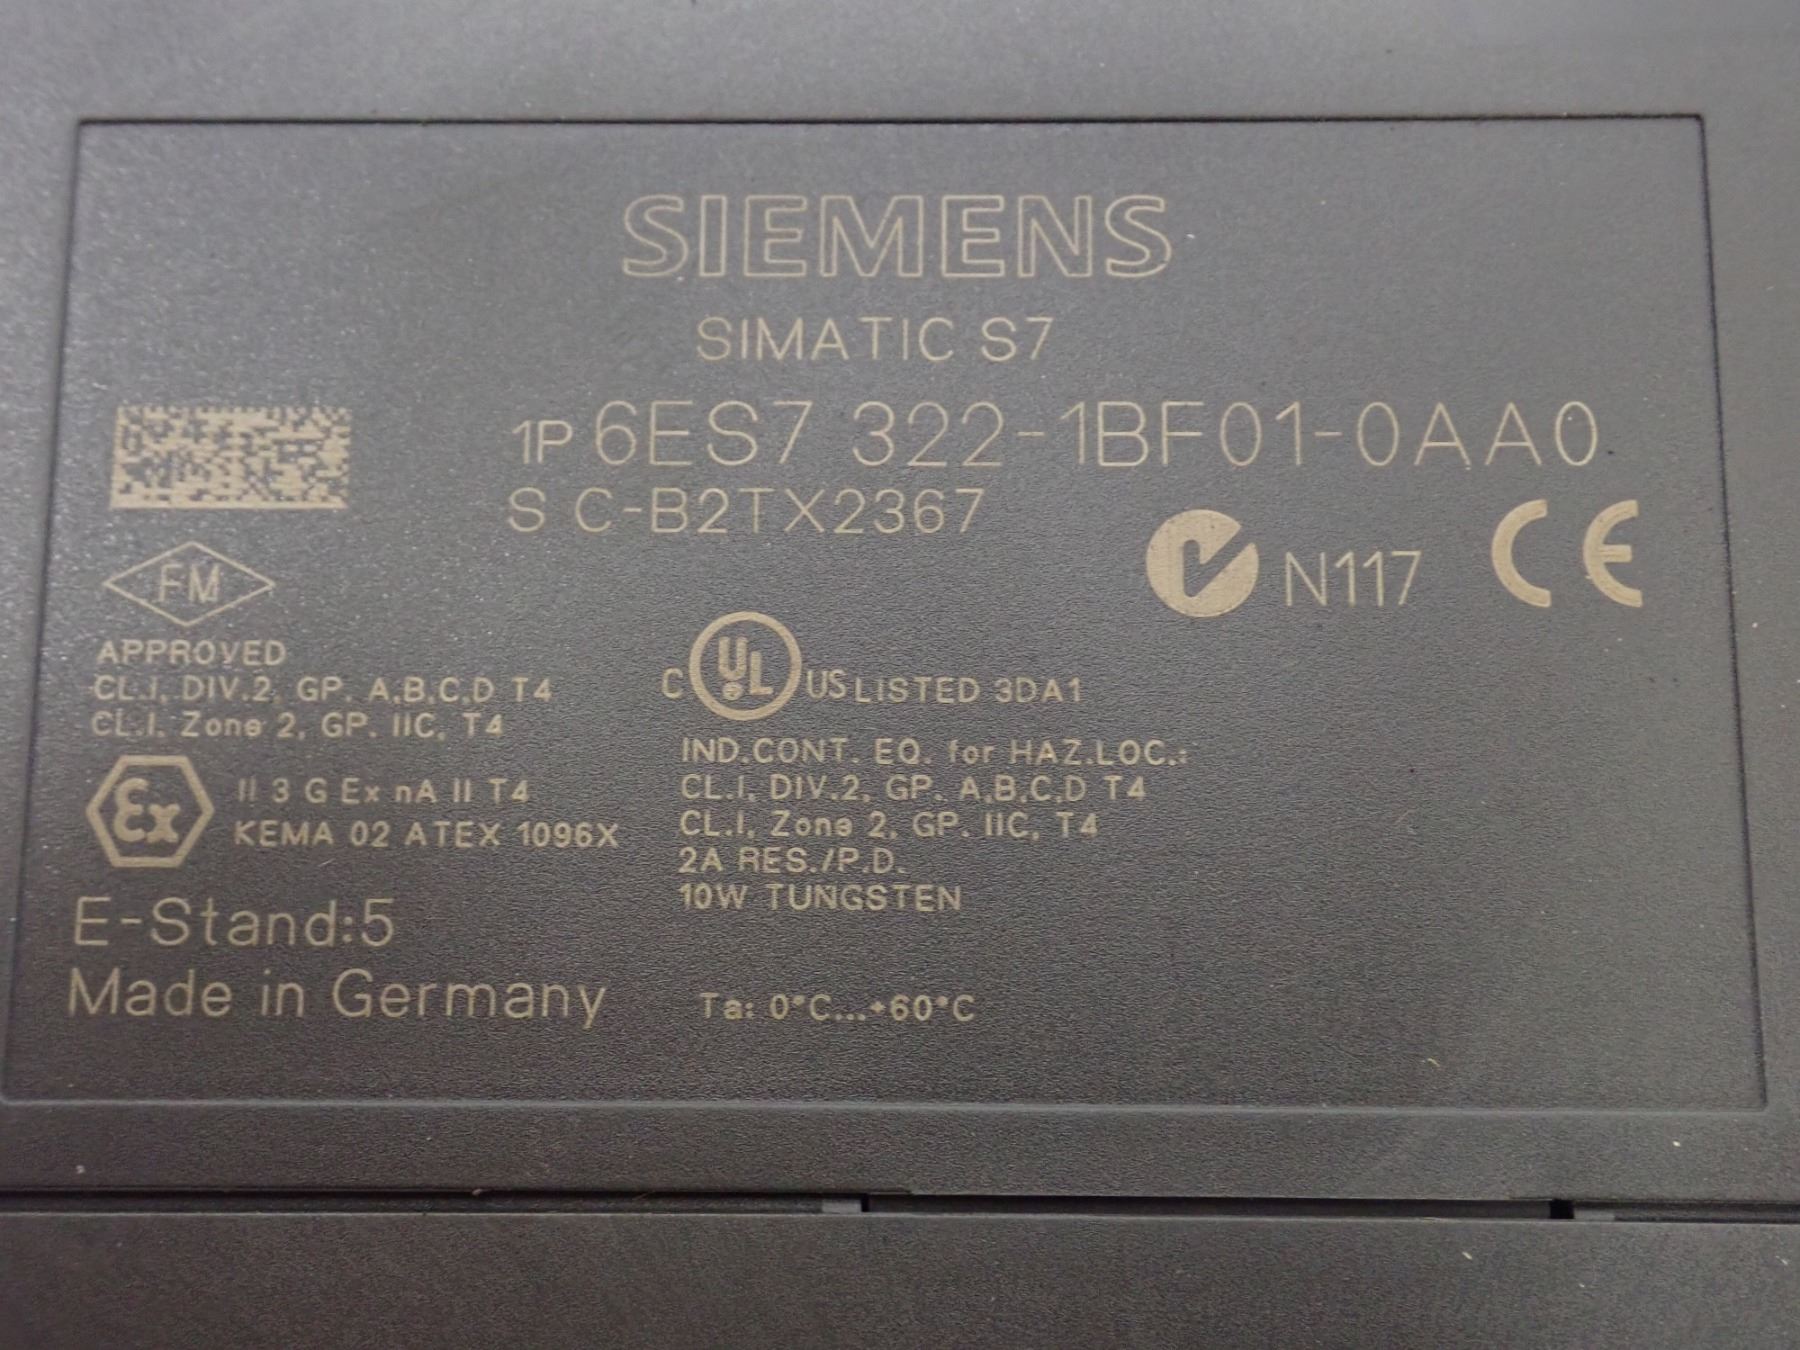 SIEMENS
SIMATIC S7
1P 6ES7 322-1BF01-0AA0
S C-B2TX2367
N117 CE
FM
APPROVED
CL.I, DIV.2, GP. A,B,C,D T4
CL.I, Zone 2, GP. IIC, T4
Ex II 3 G Ex nA II T4
KEMA 02 ATEX 1096X
E-Stand:5
Made in Germany
C UL US LISTED 3DA1
IND.CONT. EQ. for HAZ.LOC.:
CL.I, DIV.2, GP. A,B,C,D T4
CL.I, Zone 2, GP. IIC, T4
2A RES./P.D.
10W TUNGSTEN
Ta: 0°C...+60°C